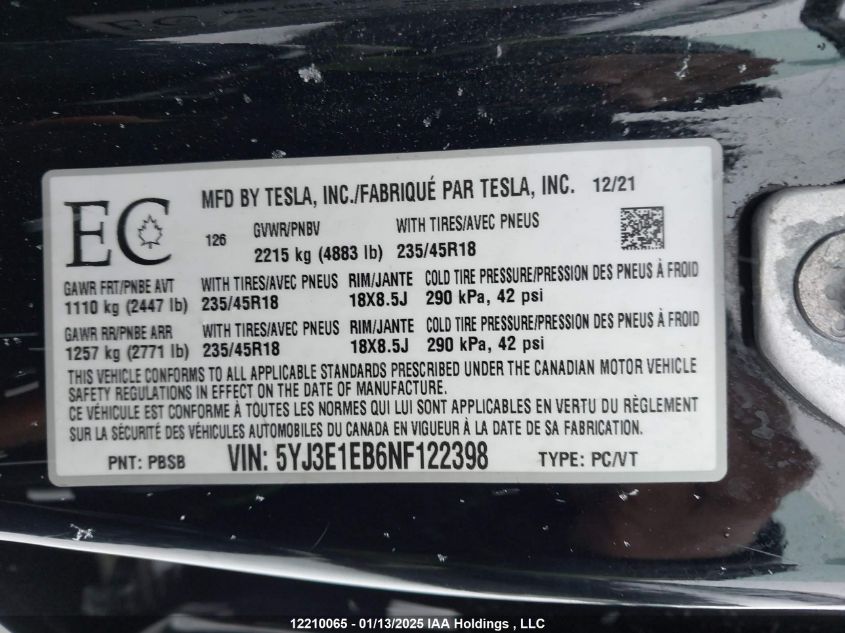 EC
MFD BY TESLA, INC./FABRIQUÉ PAR TESLA, INC. 12/21
126
GVWR/PNBV WITH TIRES/AVEC PNEUS
2215 kg (4883 lb) 235/45R18
GAWR FRT/PNBE AVT WITH TIRES/AVEC PNEUS RIM/JANTE COLD TIRE PRESSURE/PRESSION DES PNEUS À FROID
1110 kg (2447 lb) 235/45R18 18X8.5J 290 kPa, 42 psi
GAWR RR/PNBE ARR WITH TIRES/AVEC PNEUS RIM/JANTE COLD TIRE PRESSURE/PRESSION DES PNEUS À FROID
1257 kg (2771 lb) 235/45R18 18X8.5J 290 kPa, 42 psi
THIS VEHICLE CONFORMS TO ALL APPLICABLE STANDARDS PRESCRIBED UNDER THE CANADIAN MOTOR VEHICLE
SAFETY REGULATIONS IN EFFECT ON THE DATE OF MANUFACTURE.
CE VÉHICULE EST CONFORME À TOUTES LES NORMES QUI LUI SONT APPLICABLES EN VERTU DU RÈGLEMENT
SUR LA SÉCURITÉ DES VÉHICULES AUTOMOBILES DU CANADA EN VIGUEUR À LA DATE DE SA FABRICATION.
PNT: PBSB VIN: 5YJ3E1EB6NF122398 TYPE: PC/VT
12210065 - 01/13/2025 IAA Holdings , LLC